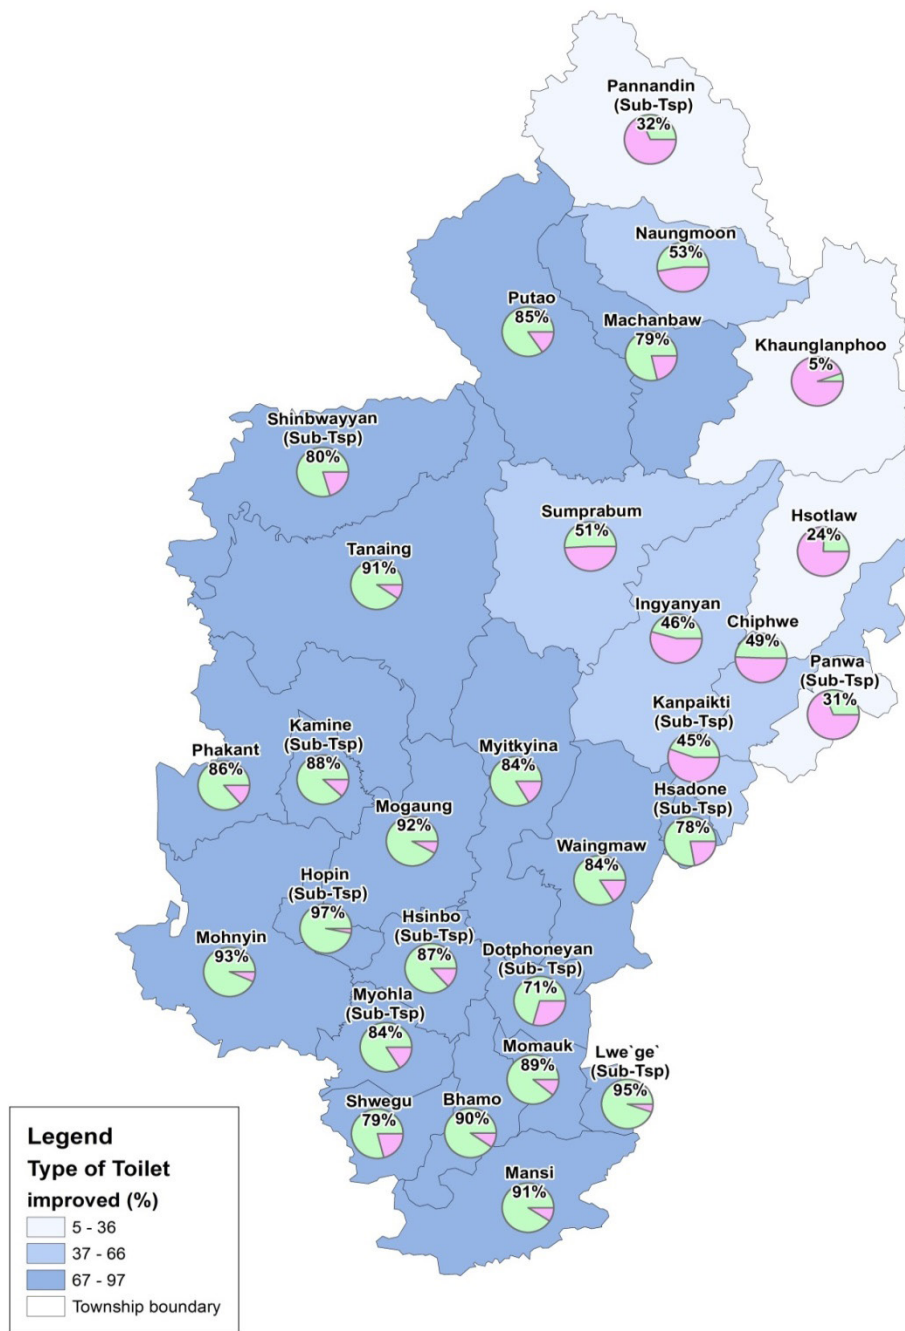 Pannandin
(Sub-Tsp)
32%
Naungmoon
53%
Putao
85%
Machanbaw
79%
Khaunglanphoo
5%
Shinbwayyan
(Sub-Tsp)
80%
Sumprabum
51%
Hsotlaw
24%
Tanaing
91%
Ingyanyan
46%
Chiphwe
49%
Panwa
(Sub-Tsp)
31%
Kanpaikti
(Sub-Tsp)
45%
Kamine
(Sub-Tsp)
88%
Phakant
86%
Myitkyina
84%
Hsadone
(Sub-Tsp)
78%
Mogaung
92%
Waingmaw
84%
Hopin
(Sub-Tsp)
97%
Hsinbo
(Sub-Tsp)
87%
Mohnyin
93%
Dotphoneyan
(Sub- Tsp)
71%
Myohla
(Sub-Tsp)
84%
Momauk
89%
Lwe`ge`
(Sub-Tsp)
95%
Shwegu
79%
Bhamo
90%
Mansi
91%
Legend
Type of Toilet
improved (%)
5 - 36
37 - 66
67 - 97
Township boundary